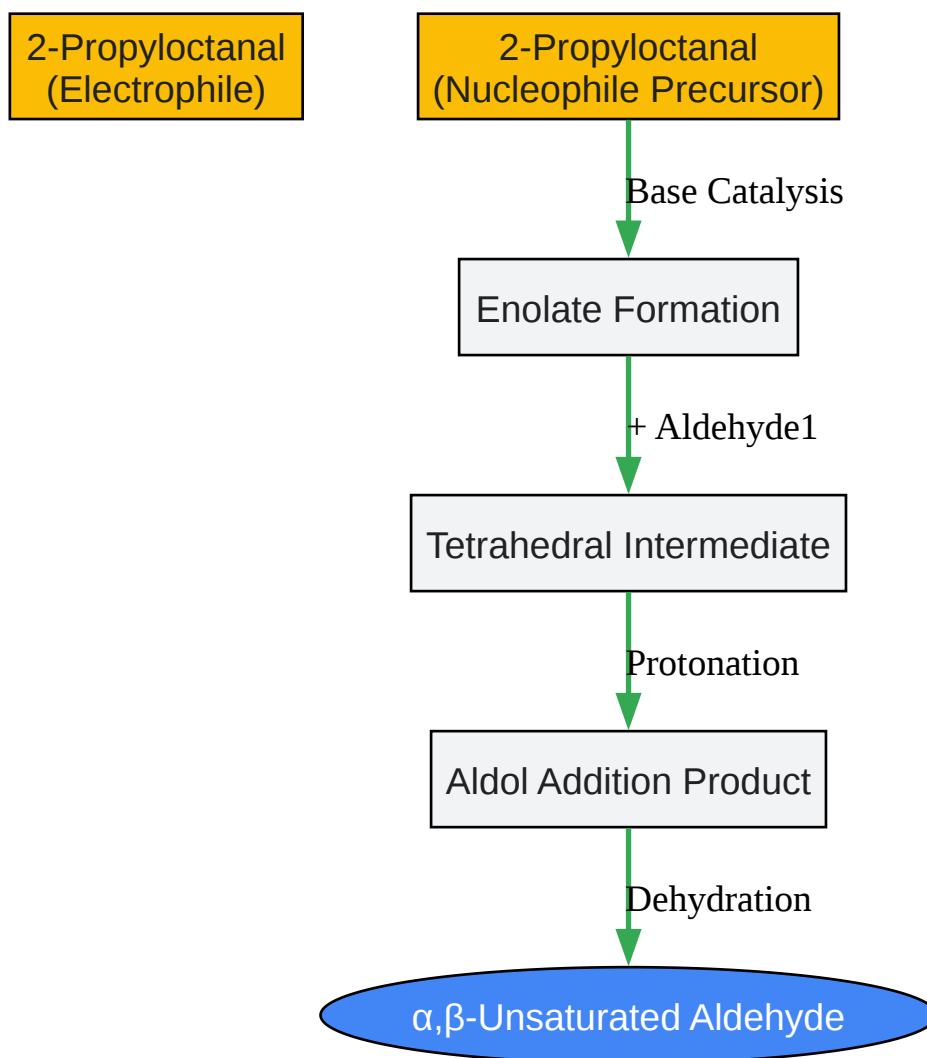 2-Propyloctanal
(Electrophile)
2-Propyloctanal
(Nucleophile Precursor)
Base Catalysis
Enolate Formation
+ Aldehyde1
Tetrahedral Intermediate
Protonation
Aldol Addition Product
Dehydration
α,β-Unsaturated Aldehyde